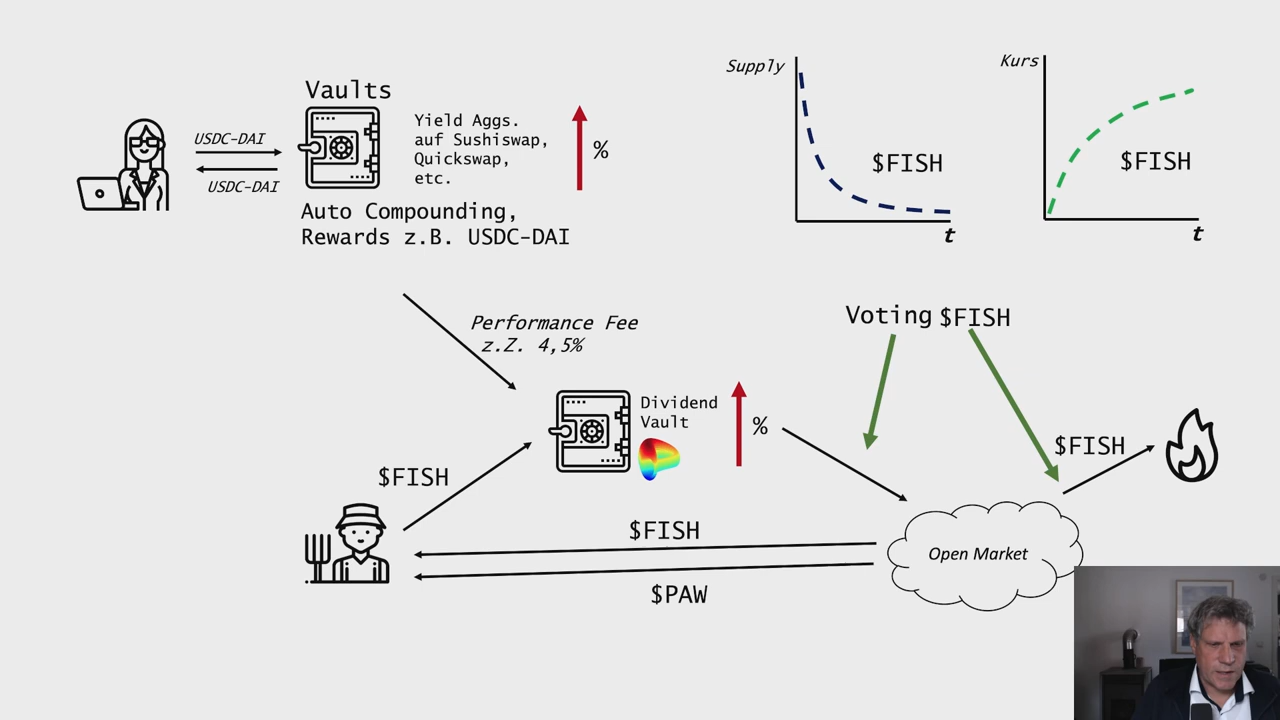 Vaults
USDC-DAI
USDC-DAI
Yield Aggs.
auf Sushiswap,
Quickswap,
etc.
%
Auto Compounding,
Rewards z.B. USDC-DAI
Supply
$FISH
t
Kurs
$FISH
t
Performance Fee
z.Z. 4,5%
Voting $FISH
Dividend
Vault
%
$FISH
$FISH
$FISH
$PAW
Open Market